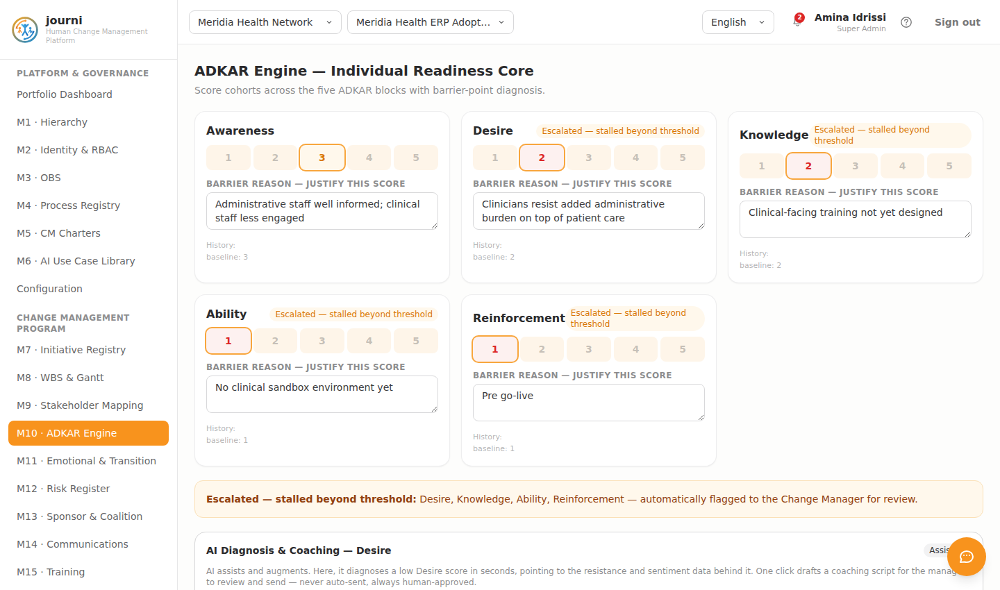 journi
Human Change Management
Platform
Meridia Health Network
Meridia Health ERP Adopt...
English
2
Amina Idrissi
Super Admin
Sign out
PLATFORM & GOVERNANCE
Portfolio Dashboard
M1 · Hierarchy
M2 · Identity & RBAC
M3 · OBS
M4 · Process Registry
M5 · CM Charters
M6 · AI Use Case Library
Configuration
CHANGE MANAGEMENT
PROGRAM
M7 · Initiative Registry
M8 · WBS & Gantt
M9 · Stakeholder Mapping
M10 · ADKAR Engine
M11 · Emotional & Transition
M12 · Risk Register
M13 · Sponsor & Coalition
M14 · Communications
M15 · Training
ADKAR Engine — Individual Readiness Core
Score cohorts across the five ADKAR blocks with barrier-point diagnosis.
Awareness
1 2 3 4 5
BARRIER REASON — JUSTIFY THIS SCORE
Administrative staff well informed; clinical
staff less engaged
History:
baseline: 3
Desire
Escalated — stalled beyond threshold
1 2 3 4 5
BARRIER REASON — JUSTIFY THIS SCORE
Clinicians resist added administrative
burden on top of patient care
History:
baseline: 2
Knowledge
Escalated — stalled beyond
threshold
1 2 3 4 5
BARRIER REASON — JUSTIFY THIS SCORE
Clinical-facing training not yet designed
History:
baseline: 2
Ability
Escalated — stalled beyond threshold
1 2 3 4 5
BARRIER REASON — JUSTIFY THIS SCORE
No clinical sandbox environment yet
History:
baseline: 1
Reinforcement
Escalated — stalled beyond
threshold
1 2 3 4 5
BARRIER REASON — JUSTIFY THIS SCORE
Pre go-live
History:
baseline: 1
Escalated — stalled beyond threshold: Desire, Knowledge, Ability, Reinforcement — automatically flagged to the Change Manager for review.
AI Diagnosis & Coaching — Desire
AI assists and augments. Here, it diagnoses a low Desire score in seconds, pointing to the resistance and sentiment data behind it. One click drafts a coaching script for the
to review and send — never auto-sent, always human-approved.